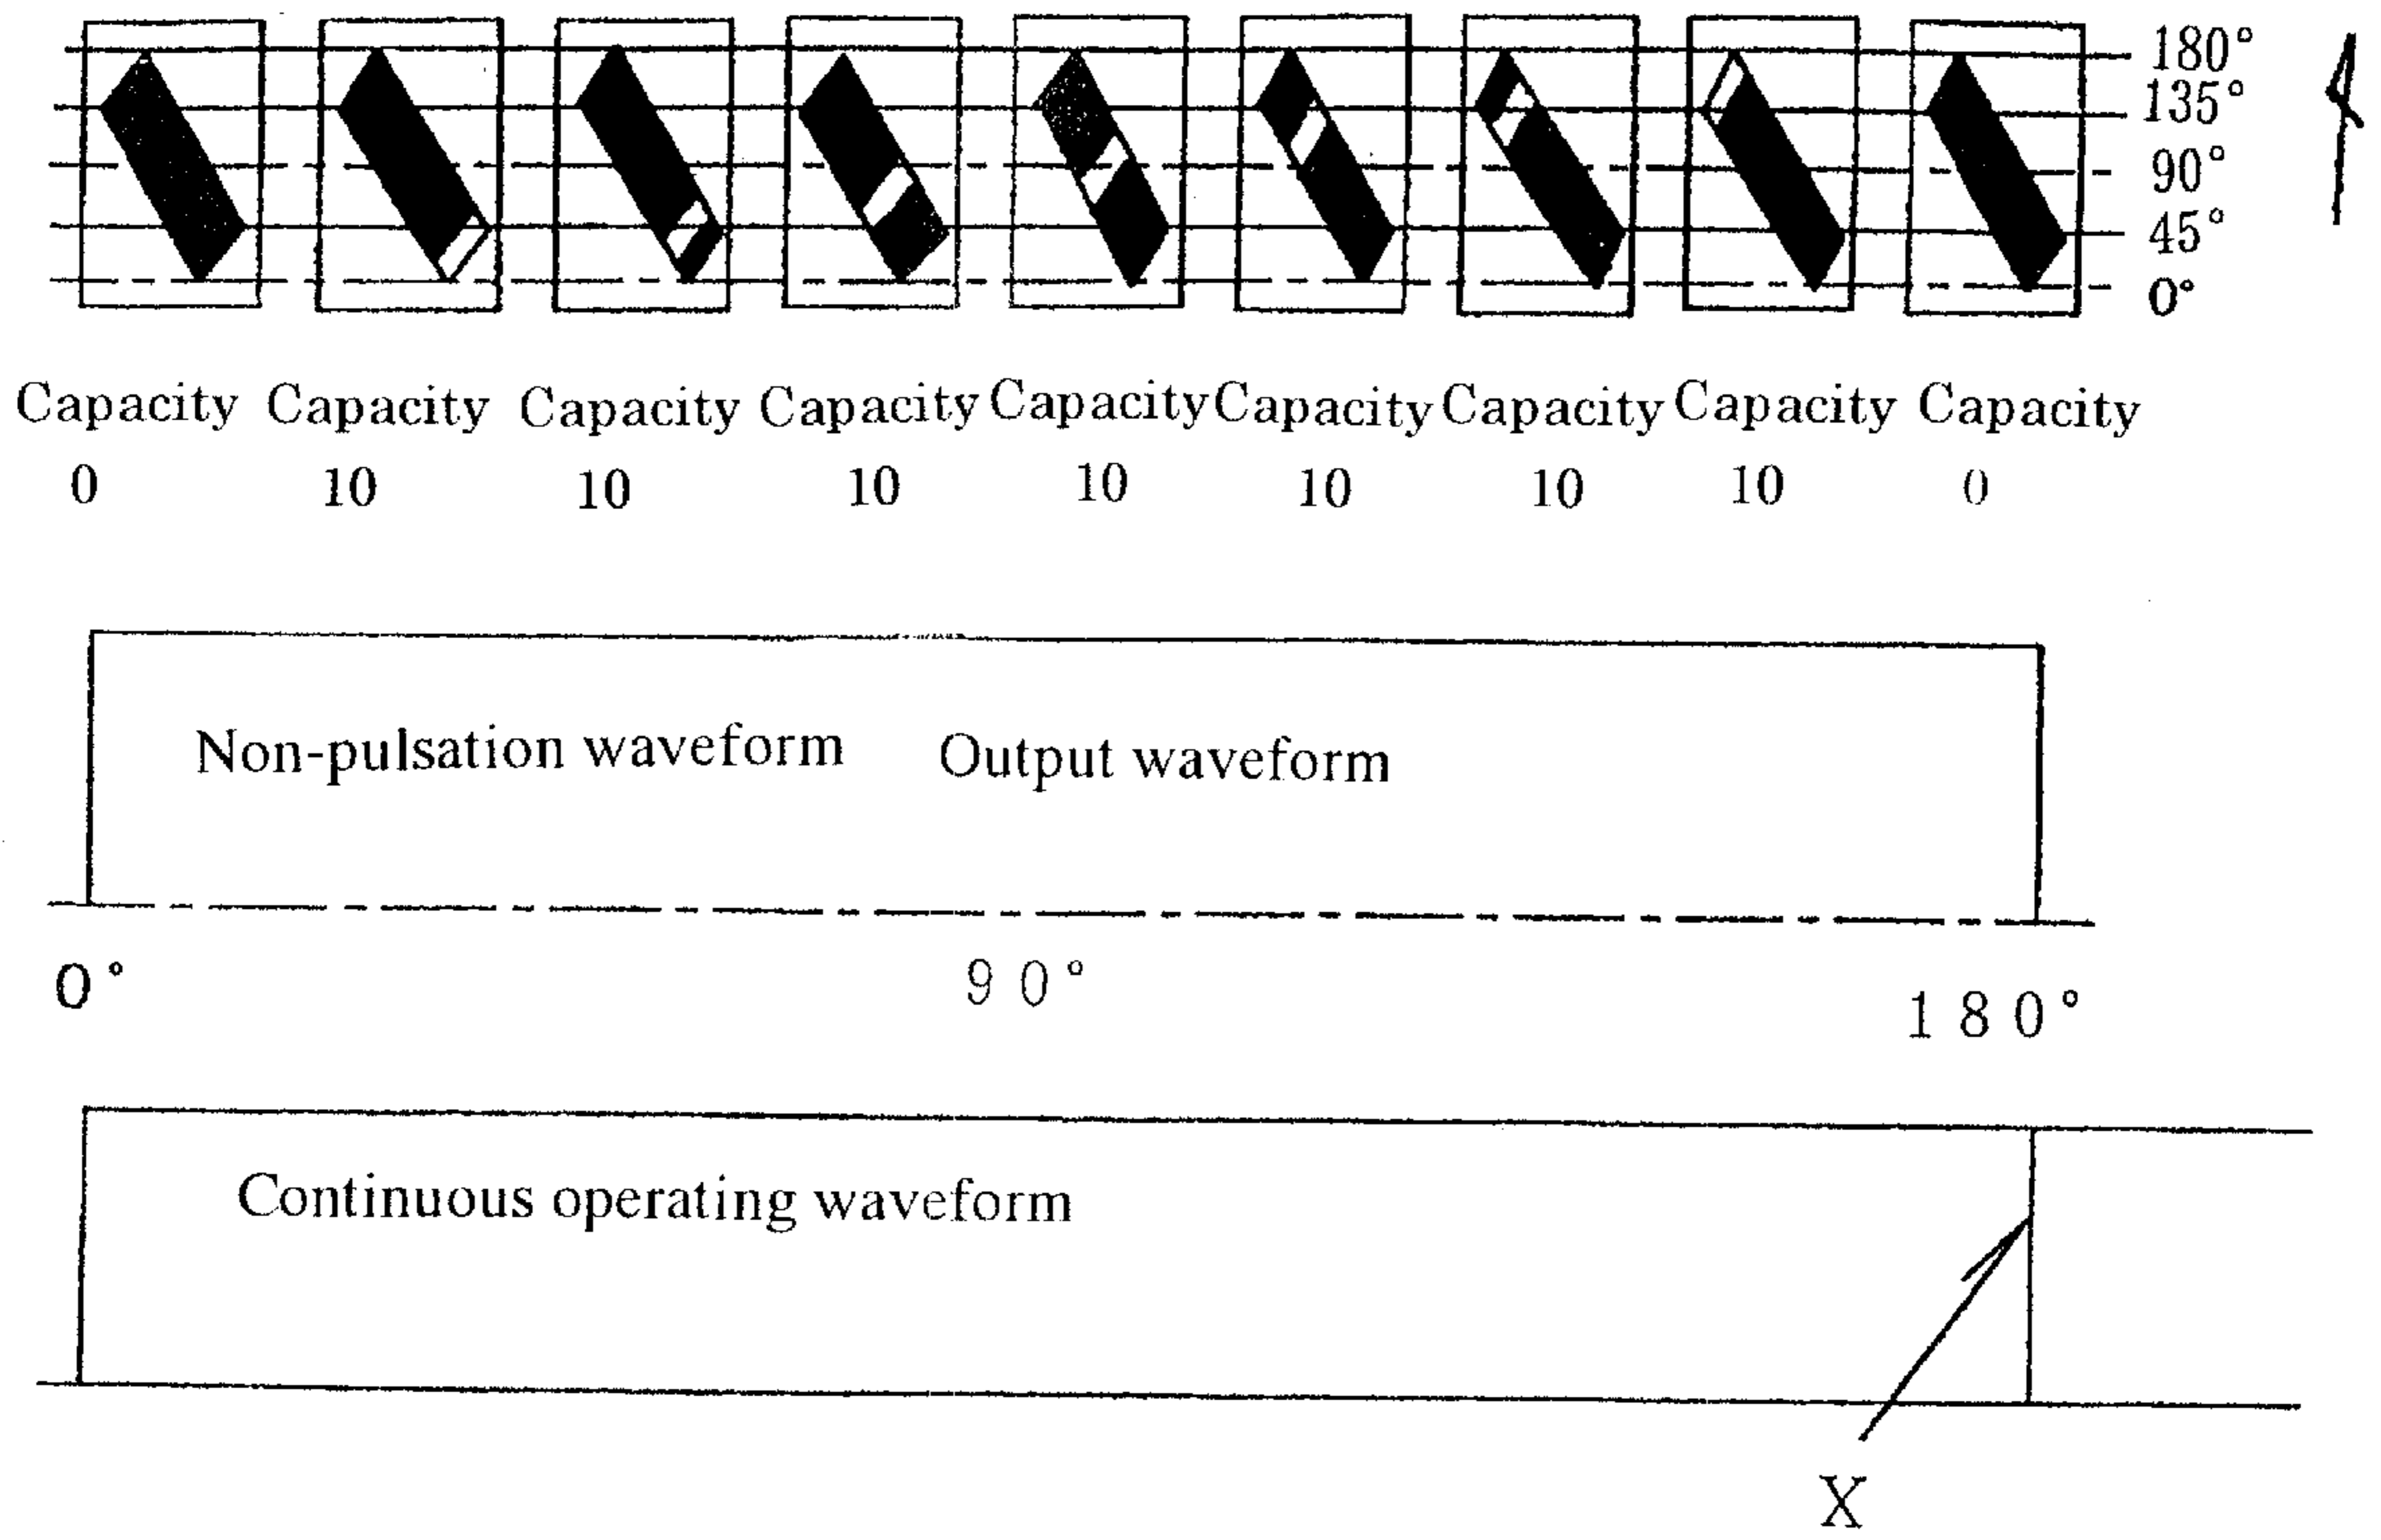 180°
135°
90°
45°
0°
Capacity Capacity Capacity Capacity Capacity Capacity Capacity Capacity Capacity
0 10 10 10 10 10 10 10 0
Non-pulsation waveform Output waveform
0° 90° 180°
Continuous operating waveform
X